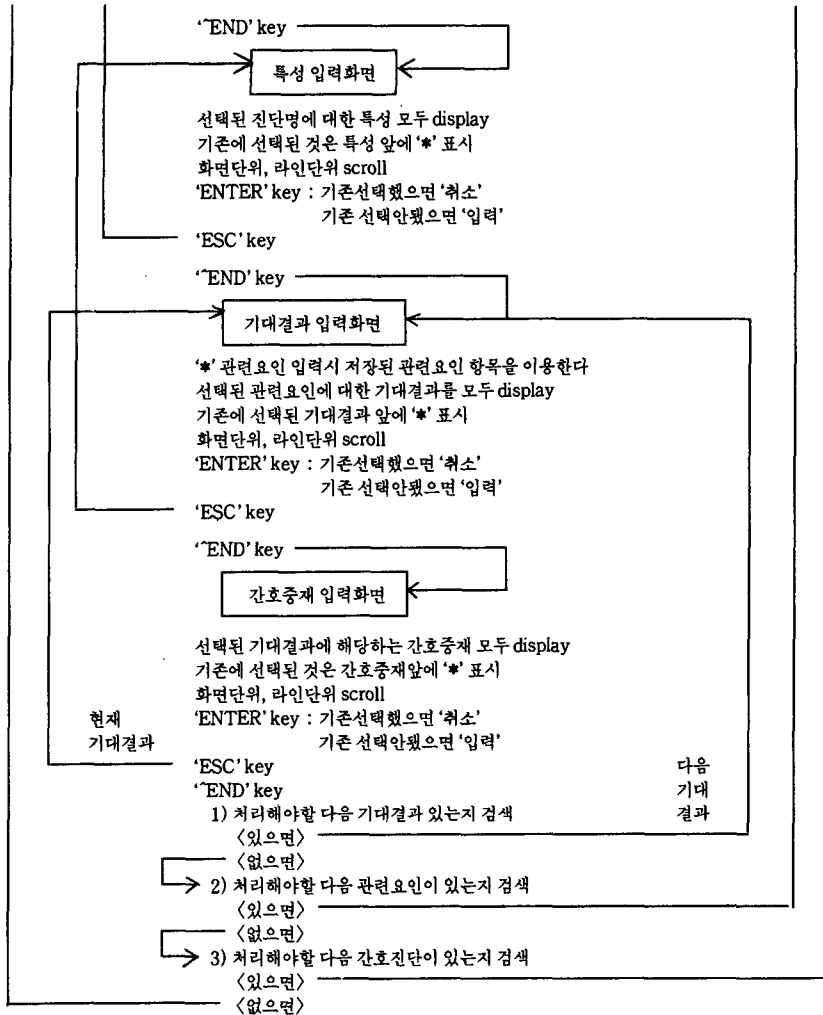 ‘^END’ key
특성 입력화면
선택된 진단명에 대한 특성 모두 display
기존에 선택된 것은 특성 앞에 ‘*’ 표시
화면단위, 라인단위 scroll
‘ENTER’ key : 기존선택했으면 ‘취소’
기존 선택안됐으면 ‘입력’
‘ESC’ key
‘^END’ key
기대결과 입력화면
‘*’ 관련요인 입력시 저장된 관련요인 항목을 이용한다
선택된 관련요인에 대한 기대결과를 모두 display
기존에 선택된 기대결과 앞에 ‘*’ 표시
화면단위, 라인단위 scroll
‘ENTER’ key : 기존선택했으면 ‘취소’
기존 선택안됐으면 ‘입력’
‘ESC’ key
‘^END’ key
간호중재 입력화면
선택된 기대결과에 해당하는 간호중재 모두 display
기존에 선택된 것은 간호중재앞에 ‘*’ 표시
화면단위, 라인단위 scroll
현재 ‘ENTER’ key : 기존선택했으면 ‘취소’
기대결과 기존 선택안됐으면 ‘입력’
‘ESC’ key 다음
‘^END’ key 기대
1) 처리해야할 다음 기대결과 있는지 검색 결과
〈있으면〉
〈없으면〉
2) 처리해야할 다음 관련요인이 있는지 검색
〈있으면〉
〈없으면〉
3) 처리해야할 다음 간호진단이 있는지 검색
〈있으면〉
〈없으면〉